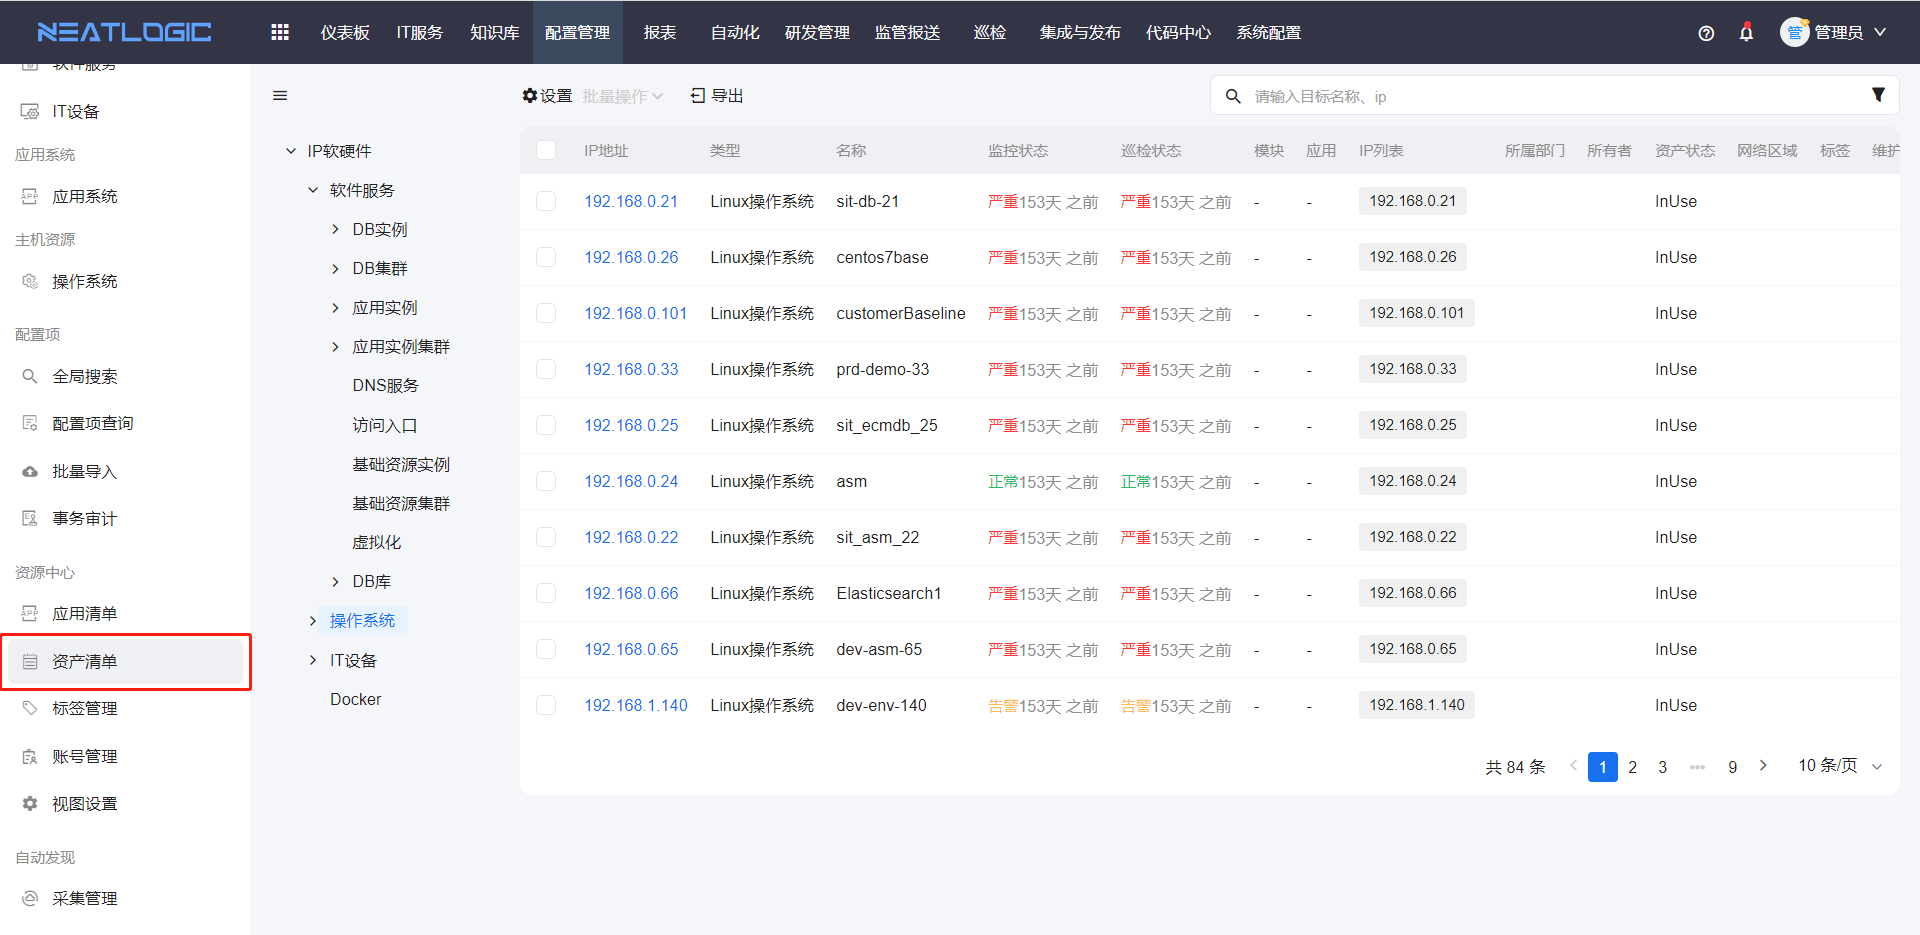 NEATLOGIC
仪表板 IT服务 知识库 配置管理 报表 自动化 研发管理 监管报送 巡检 集成与发布 代码中心 系统配置
管 管理员
软件服务
IT设备
应用系统
应用系统
主机资源
操作系统
配置项
全局搜索
配置项查询
批量导入
事务审计
资源中心
应用清单
资产清单
标签管理
账号管理
视图设置
自动发现
采集管理
IP软硬件
软件服务
DB实例
DB集群
应用实例
应用实例集群
DNS服务
访问入口
基础资源实例
基础资源集群
虚拟化
DB库
操作系统
IT设备
Docker
设置 批量操作 导出
请输入目标名称、ip
IP地址 类型 名称 监控状态 巡检状态 模块 应用 IP列表 所属部门 所有者 资产状态 网络区域 标签 维护
192.168.0.21 Linux操作系统 sit-db-21 严重153天 之前 严重153天 之前 - - 192.168.0.21 InUse
192.168.0.26 Linux操作系统 centos7base 严重153天 之前 严重153天 之前 - - 192.168.0.26 InUse
192.168.0.101 Linux操作系统 customerBaseline 严重153天 之前 严重153天 之前 - - 192.168.0.101 InUse
192.168.0.33 Linux操作系统 prd-demo-33 严重153天 之前 严重153天 之前 - - 192.168.0.33 InUse
192.168.0.25 Linux操作系统 sit_ecmdb_25 严重153天 之前 严重153天 之前 - - 192.168.0.25 InUse
192.168.0.24 Linux操作系统 asm 正常153天 之前 正常153天 之前 - - 192.168.0.24 InUse
192.168.0.22 Linux操作系统 sit_asm_22 严重153天 之前 严重153天 之前 - - 192.168.0.22 InUse
192.168.0.66 Linux操作系统 Elasticsearch1 严重153天 之前 严重153天 之前 - - 192.168.0.66 InUse
192.168.0.65 Linux操作系统 dev-asm-65 严重153天 之前 严重153天 之前 - - 192.168.0.65 InUse
192.168.1.140 Linux操作系统 dev-env-140 告警153天 之前 告警153天 之前 - - 192.168.1.140 InUse
共 84 条 1 2 3 ••• 9 10 条/页